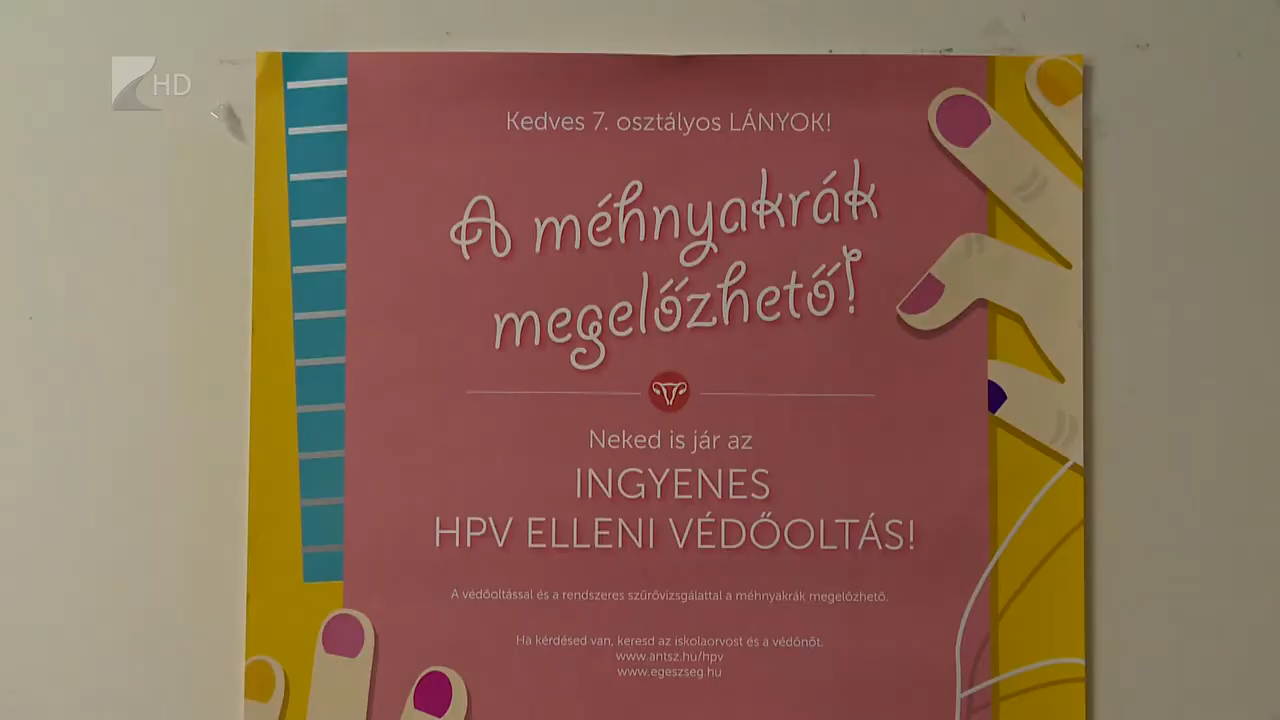 HD
Kedves 7. osztályos LÁNYOK!
A méhnyakrák
megelőzhető!
Neked is jár az
INGYENES
HPV ELLENI VÉDŐOLTÁS!
A védőoltással és a rendszeres szűrővizsgálattal a méhnyakrák megelőzhető.
Ha kérdésed van, keresd az iskolaorvost és a védőnőt.
www.antsz.hu/hpv
www.egeszseg.hu